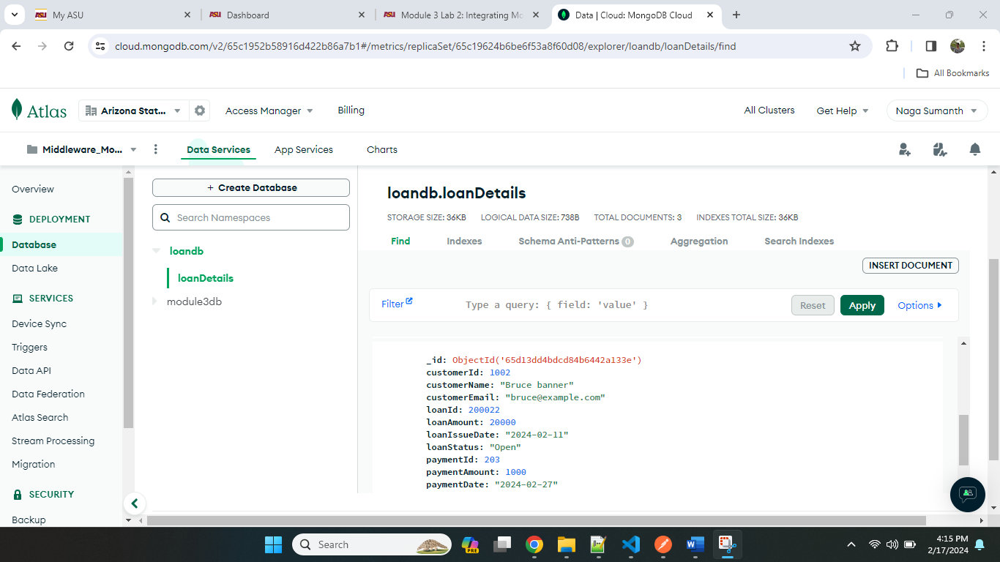 My ASU
Dashboard
Module 3 Lab 2: Integrating Mo
Data | Cloud: MongoDB Cloud
cloud.mongodb.com/v2/65c1952b58916d422b86a7b1#/metrics/replicaSet/65c19624b6be6f53a8f60d08/explorer/loandb/loanDetails/find
All Bookmarks
Atlas
Arizona Stat...
Access Manager
Billing
All Clusters
Get Help
Naga Sumanth
Middleware_Mo...
Data Services
App Services
Charts
Overview
DEPLOYMENT
Database
Data Lake
SERVICES
Device Sync
Triggers
Data API
Data Federation
Atlas Search
Stream Processing
Migration
SECURITY
Backup
+ Create Database
Search Namespaces
loandb
loanDetails
module3db
loandb.loanDetails
STORAGE SIZE: 36KB LOGICAL DATA SIZE: 738B TOTAL DOCUMENTS: 3 INDEXES TOTAL SIZE: 36KB
Find Indexes Schema Anti-Patterns 0 Aggregation Search Indexes
INSERT DOCUMENT
Filter Type a query: { field: 'value' } Reset Apply Options
_id: ObjectId('65d13dd4bdcd84b6442a133e')
customerId: 1002
customerName: "Bruce banner"
customerEmail: "bruce@example.com"
loanId: 200022
loanAmount: 20000
loanIssueDate: "2024-02-11"
loanStatus: "Open"
paymentId: 203
paymentAmount: 1000
paymentDate: "2024-02-27"
Search
PRE
4:15 PM
2/17/2024